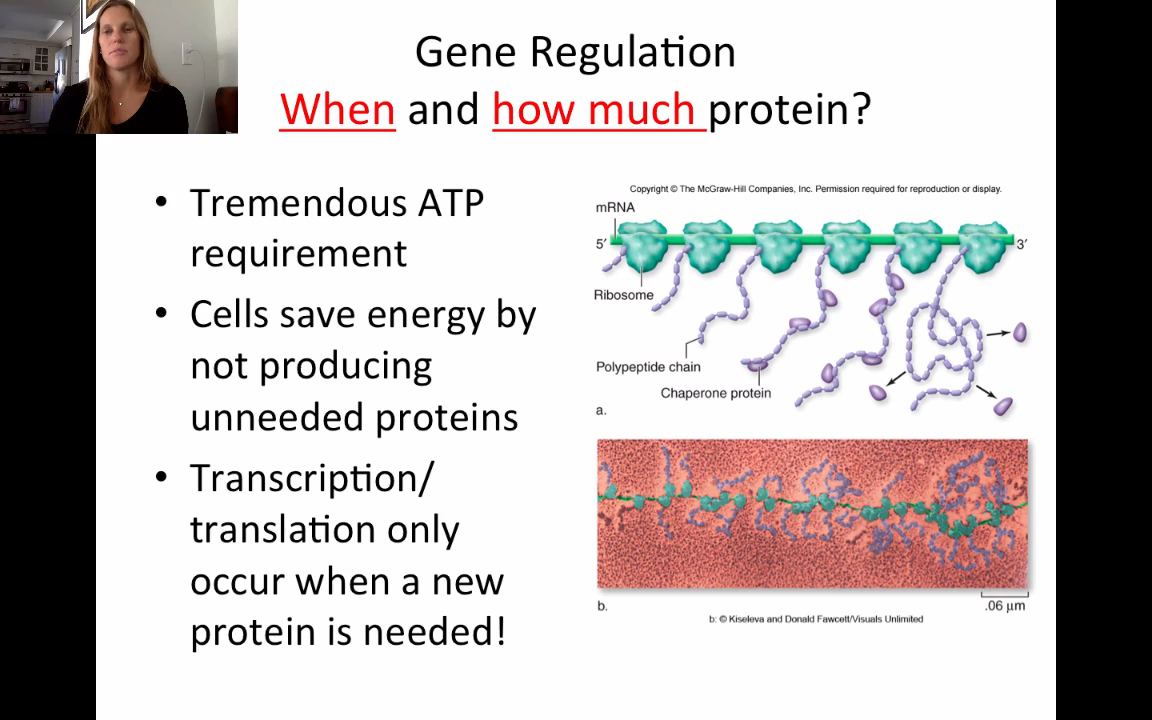 Gene Regulation
When and how much protein?
• Tremendous ATP
requirement
• Cells save energy by
not producing
unneeded proteins
• Transcription/
translation only
occur when a new
protein is needed!
Copyright © The McGraw-Hill Companies, Inc. Permission required for reproduction or display.
mRNA
5′
3′
Ribosome
Polypeptide chain
Chaperone protein
a.
b.
.06 µm
b: © Kiseleva and Donald Fawcett/Visuals Unlimited